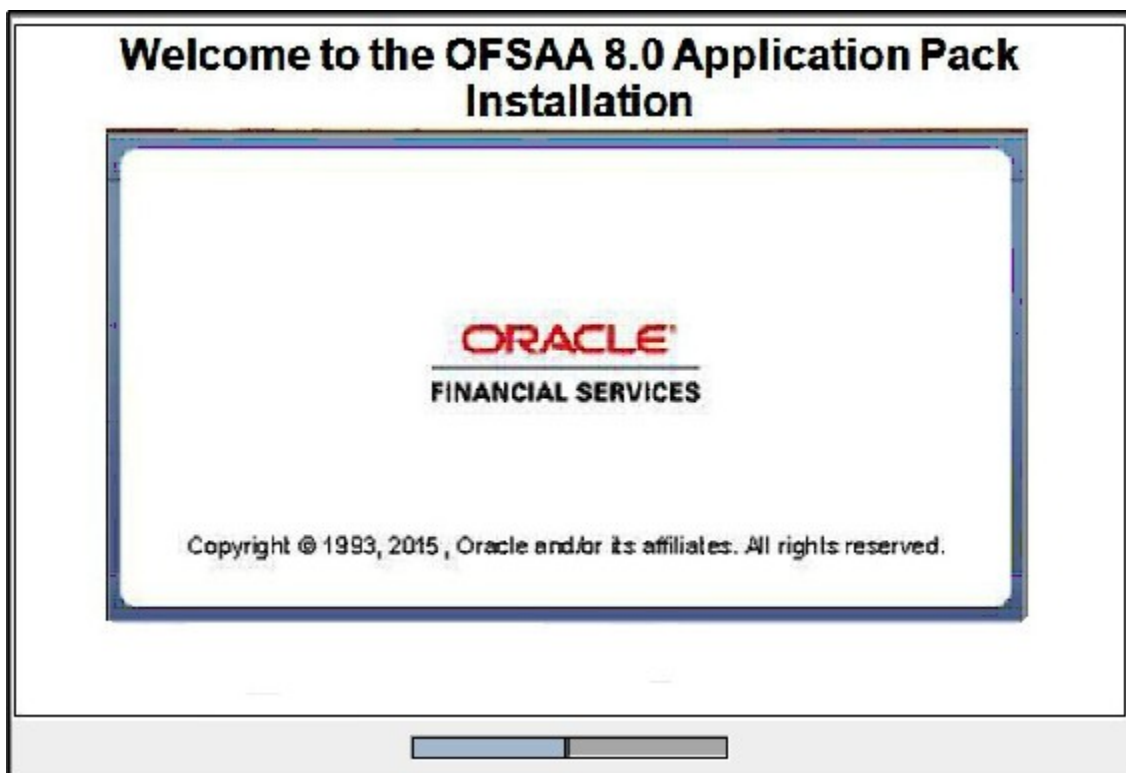 Welcome to the OFSAA 8.0 Application Pack
Installation
ORACLE®
FINANCIAL SERVICES
Copyright © 1993, 2015 , Oracle and/or its affiliates. All rights reserved.